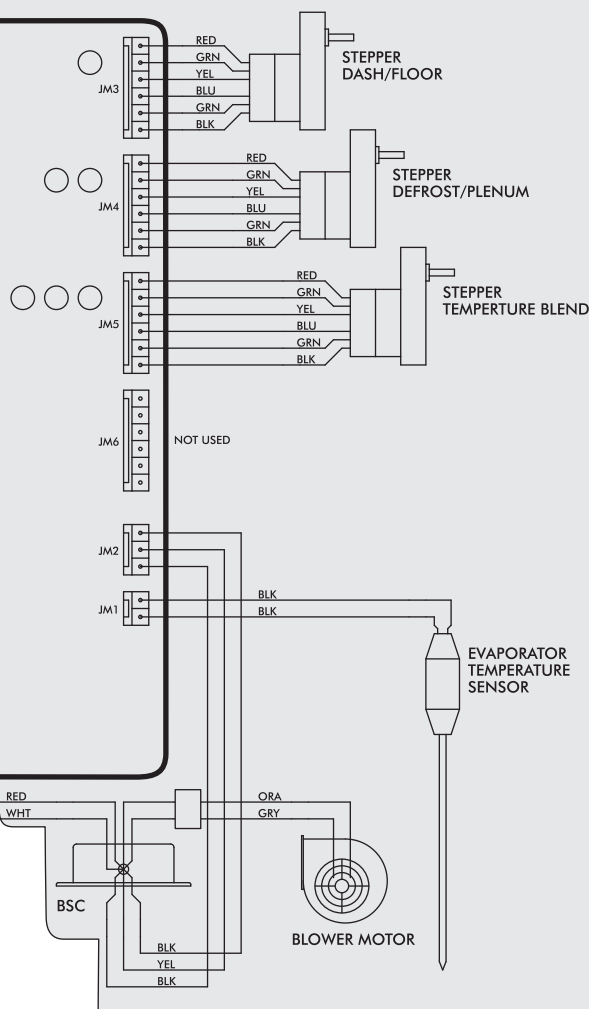 RED
GRN
YEL
BLU
GRN
BLK
JM3
STEPPER
DASH/FLOOR
RED
GRN
YEL
BLU
GRN
BLK
JM4
STEPPER
DEFROST/PLENUM
RED
GRN
YEL
BLU
GRN
BLK
JM5
STEPPER
TEMPERTURE BLEND
JM6
NOT USED
JM2
JM1
BLK
BLK
EVAPORATOR
TEMPERATURE
SENSOR
RED
WHT
ORA
GRY
BSC
BLOWER MOTOR
BLK
YEL
BLK